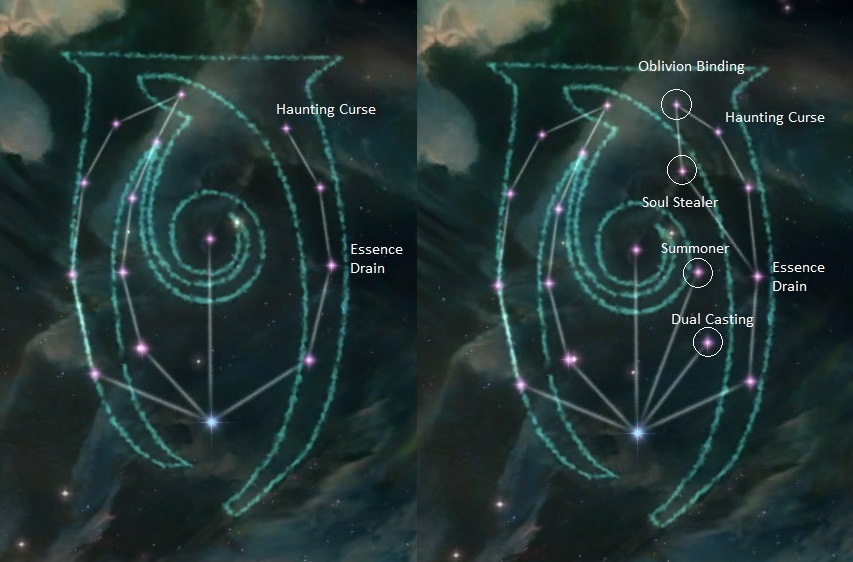 Haunting Curse
Essence
Drain
Oblivion Binding
Haunting Curse
Soul Stealer
Summoner
Essence
Drain
Dual Casting